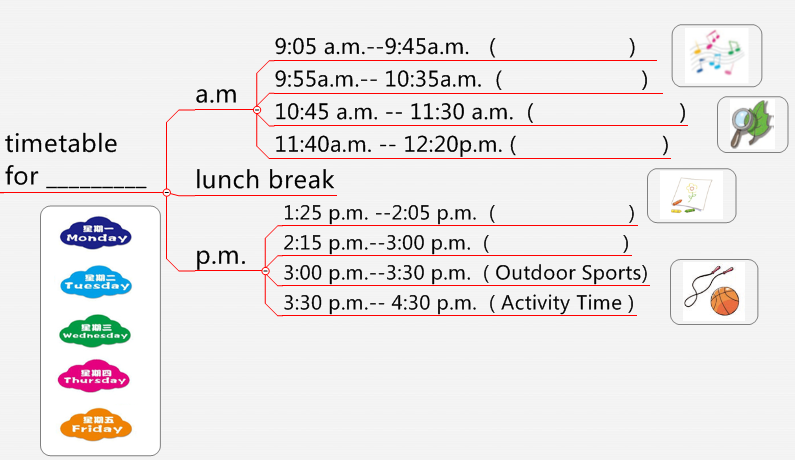 timetable
for _________
a.m
9:05 a.m.--9:45a.m. ( )
9:55a.m.-- 10:35a.m. ( )
10:45 a.m. -- 11:30 a.m. ( )
11:40a.m. -- 12:20p.m. ( )
lunch break
p.m.
1:25 p.m. --2:05 p.m. ( )
2:15 p.m.--3:00 p.m. ( )
3:00 p.m.--3:30 p.m. ( Outdoor Sports)
3:30 p.m.-- 4:30 p.m. ( Activity Time )
星期一
Monday
星期二
Tuesday
星期三
Wednesday
星期四
Thursday
星期五
Friday